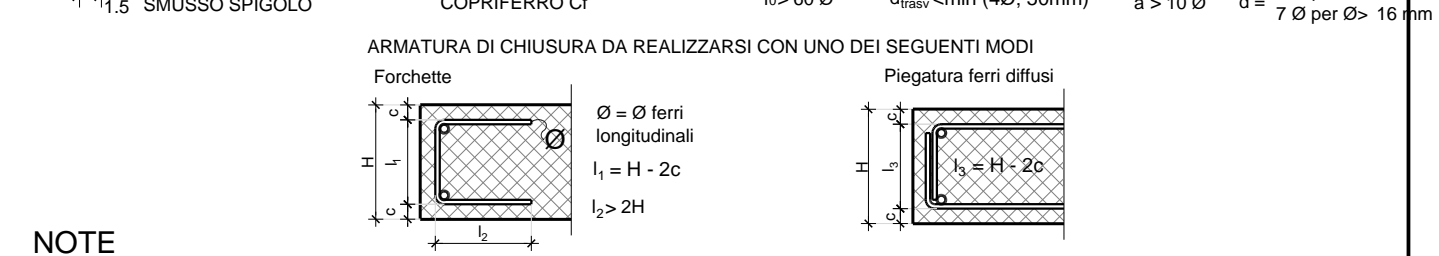 1.5 SMUSSO SPIGOLO
COPRIFERRO Cf
a > 10 Ø
d =
7 Ø per Ø> 16 mm
ARMATURA DI CHIUSURA DA REALIZZARSI CON UNO DEI SEGUENTI MODI
Forchette
H
c
l1
c
l2
Ø
Ø = Ø ferri
longitudinali
l1 = H - 2c
l2> 2H
Piegatura ferri diffusi
H
c
l3
c
l3 = H - 2c
NOTE